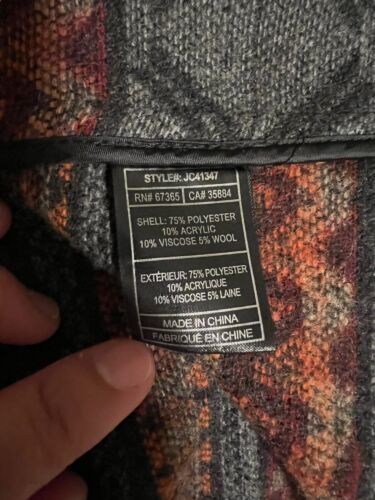 STYLE#: JC41347
RN# 67365 CA# 35884
SHELL: 75% POLYESTER
10% ACRYLIC
10% VISCOSE 5% WOOL
EXTÉRIEUR: 75% POLYESTER
10% ACRYLIQUE
10% VISCOSE 5% LAINE
MADE IN CHINA
FABRIQUÉ EN CHINE